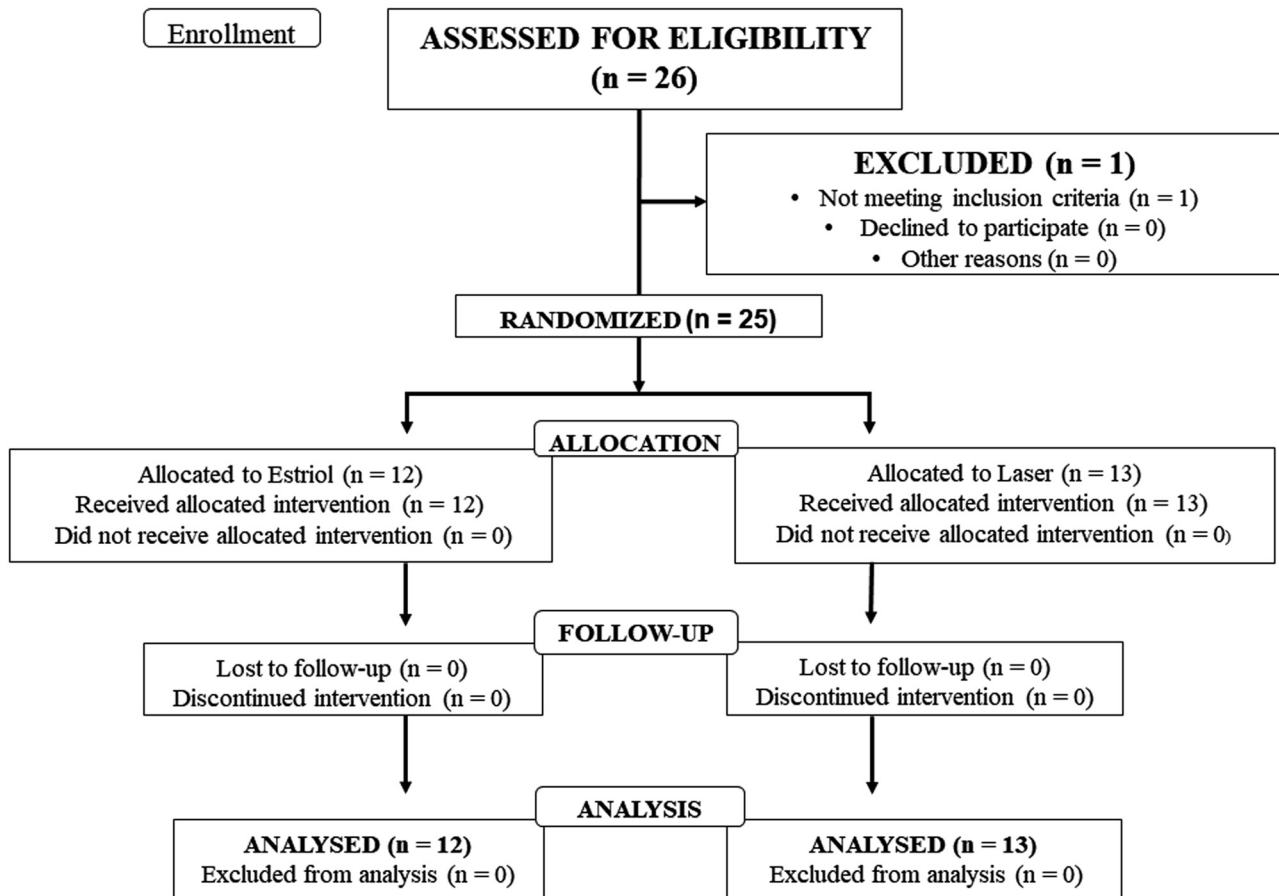 Enrollment
ASSESSED FOR ELIGIBILITY
(n = 26)
EXCLUDED (n = 1)
• Not meeting inclusion criteria (n = 1)
• Declined to participate (n = 0)
• Other reasons (n = 0)
RANDOMIZED (n = 25)
ALLOCATION
Allocated to Estriol (n = 12)
Received allocated intervention (n = 12)
Did not receive allocated intervention (n = 0)
Allocated to Laser (n = 13)
Received allocated intervention (n = 13)
Did not receive allocated intervention (n = 0)
FOLLOW-UP
Lost to follow-up (n = 0)
Discontinued intervention (n = 0)
Lost to follow-up (n = 0)
Discontinued intervention (n = 0)
ANALYSIS
ANALYSED (n = 12)
Excluded from analysis (n = 0)
ANALYSED (n = 13)
Excluded from analysis (n = 0)